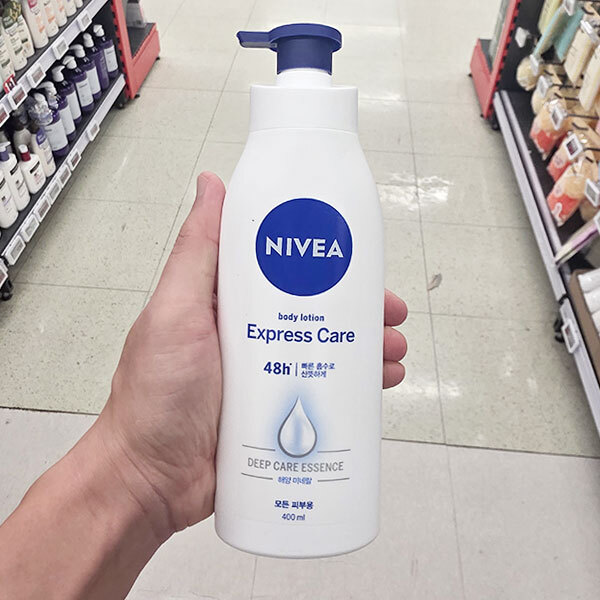 NIVEA
body lotion
Express Care
48h*
빠른 흡수로
산뜻하게
DEEP CARE ESSENCE
해양 미네랄
모든 피부용
400 ml